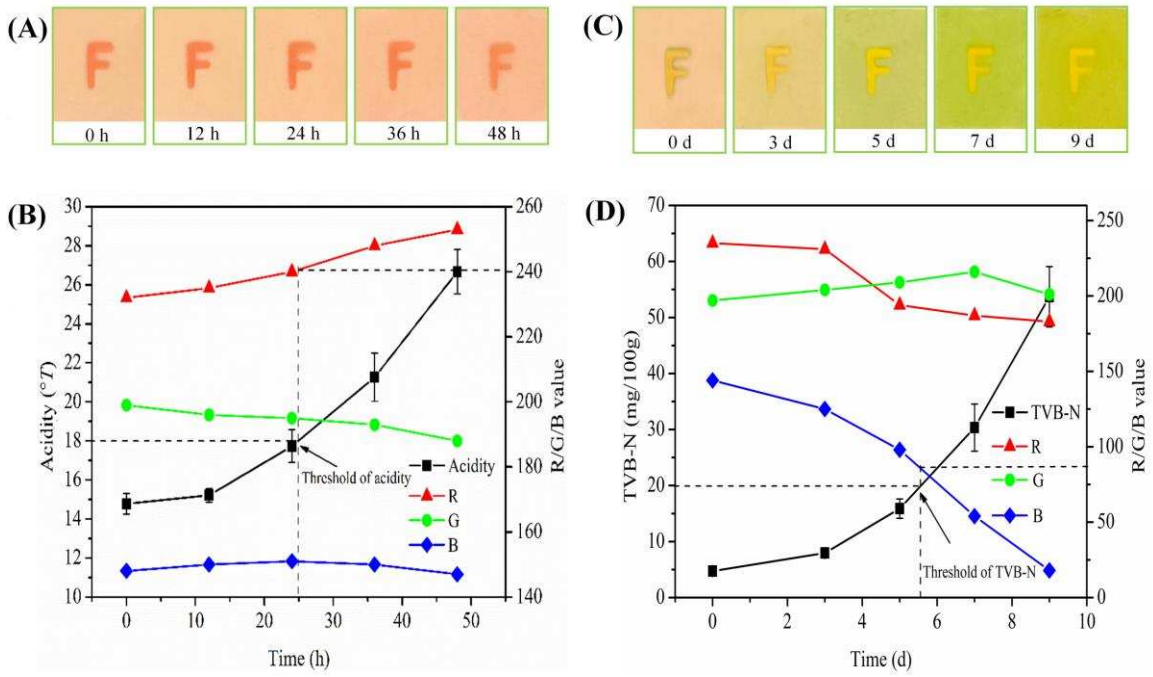 (A)
F F F F F
0 h 12 h 24 h 36 h 48 h
(C)
F F F F F
0 d 3 d 5 d 7 d 9 d
(B)
30
28
26
24
22
20
18
16
14
12
10
Acidity (°T)
260
240
220
200
180
160
140
R/G/B value
Threshold of acidity
Acidity
R
G
B
0 10 20 30 40 50
Time (h)
(D)
70
60
50
40
30
20
10
0
TVB-N (mg/100g)
250
200
150
100
50
0
R/G/B value
TVB-N
R
G
B
Threshold of TVB-N
0 2 4 6 8 10
Time (d)